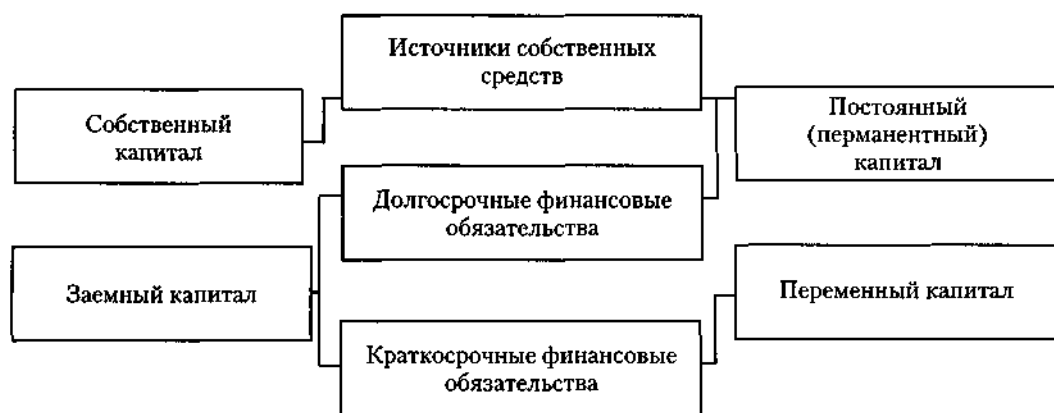 Источники собственных
средств
Собственный
капитал
Постоянный
(перманентный)
капитал
Долгосрочные финансовые
обязательства
Заемный капитал
Переменный капитал
Краткосрочные финансовые
обязательства